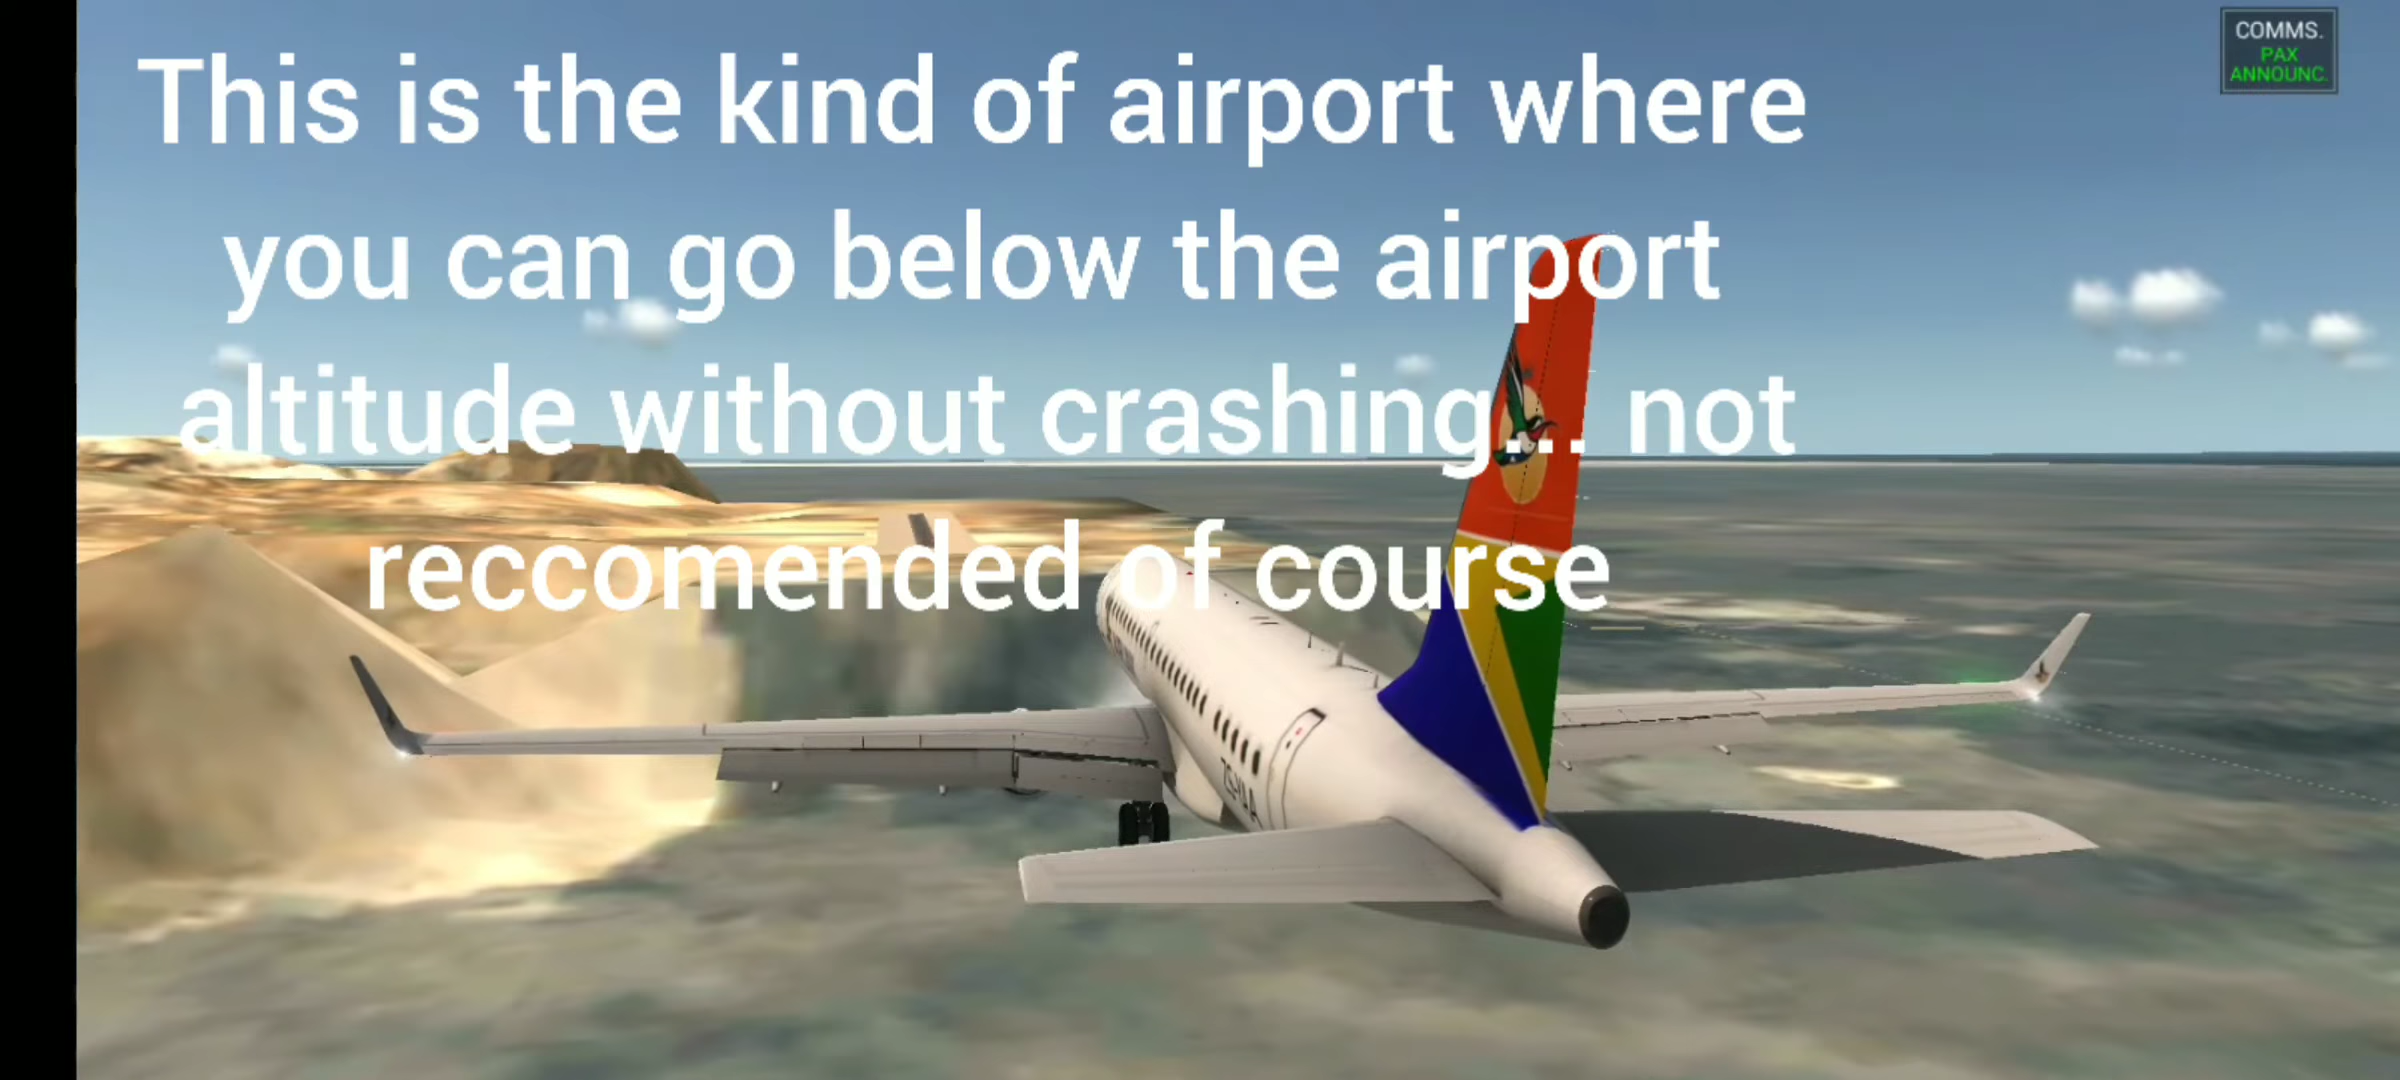 This is the kind of airport where
you can go below the airport
altitude without crashing... not
reccomended of course
COMMS.
PAX
ANNOUNC.